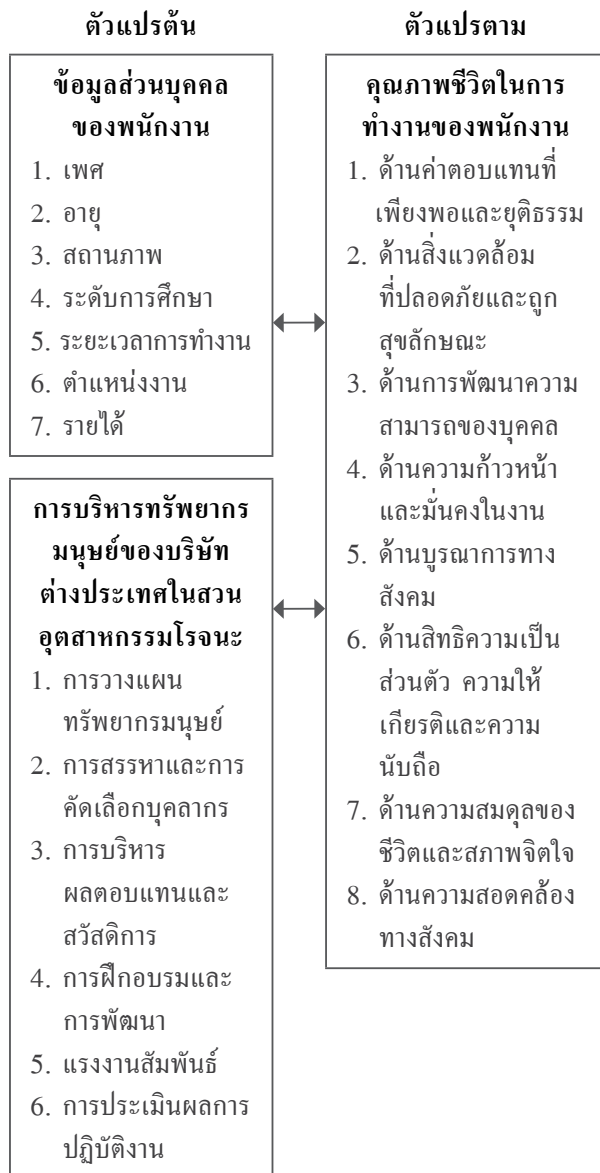 ตัวแปรต้น
ข้อมูลส่วนบุคคล
ของพนักงาน
1. เพศ
2. อายุ
3. สถานภาพ
4. ระดับการศึกษา
5. ระยะเวลาการทำงาน
6. ตำแหน่งงาน
7. รายได้
การบริหารทรัพยากร
มนุษย์ของบริษัท
ต่างประเทศในสวน
อุตสาหกรรมโรจนะ
1. การวางแผน
ทรัพยากรมนุษย์
2. การสรรหาและการ
คัดเลือกบุคลากร
3. การบริหาร
ผลตอบแทนและ
สวัสดิการ
4. การฝึกอบรมและ
การพัฒนา
5. แรงงานสัมพันธ์
6. การประเมินผลการ
ปฏิบัติงาน
ตัวแปรตาม
คุณภาพชีวิตในการ
ทำงานของพนักงาน
1. ด้านค่าตอบแทนที่
เพียงพอและยุติธรรม
2. ด้านสิ่งแวดล้อม
ที่ปลอดภัยและถูก
สุขลักษณะ
3. ด้านการพัฒนาความ
สามารถของบุคคล
4. ด้านความก้าวหน้า
และมั่นคงในงาน
5. ด้านบูรณาการทาง
สังคม
6. ด้านสิทธิความเป็น
ส่วนตัว ความให้
เกียรติและความ
นับถือ
7. ด้านความสมดุลของ
ชีวิตและสภาพจิตใจ
8. ด้านความสอดคล้อง
ทางสังคม